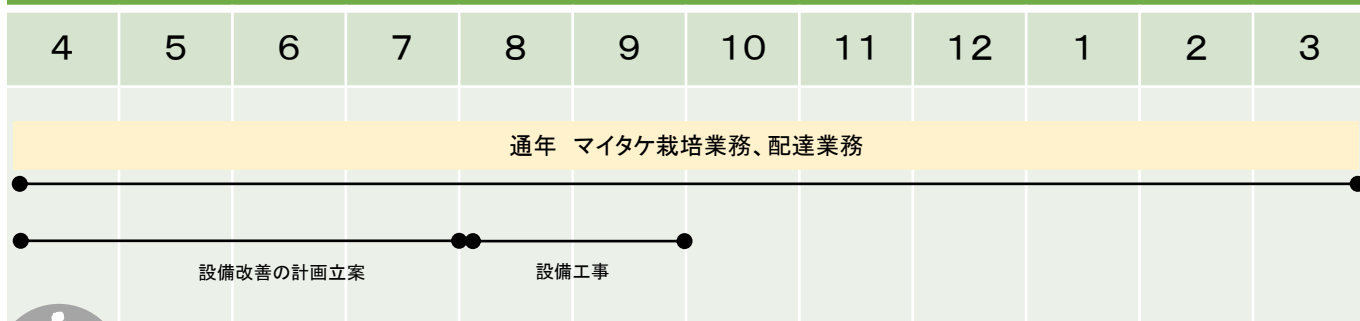 4 5 6 7 8 9 10 11 12 1 2 3
通年 マイタケ栽培業務、配達業務
設備改善の計画立案 設備工事